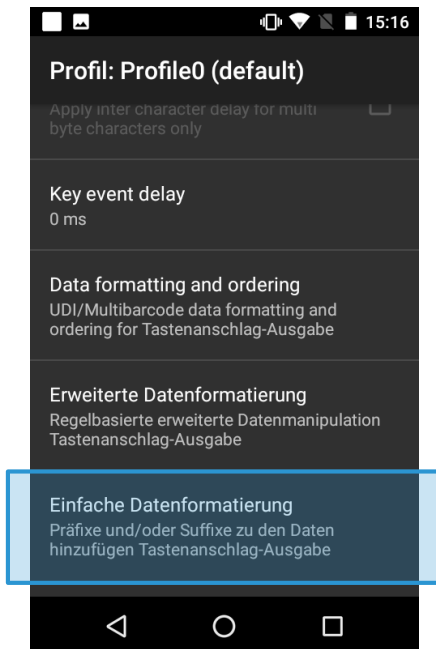 15:16
Profil: Profile0 (default)
Apply inter character delay for multi
byte characters only
Key event delay
0 ms
Data formatting and ordering
UDI/Multibarcode data formatting and
ordering for Tastenanschlag-Ausgabe
Erweiterte Datenformatierung
Regelbasierte erweiterte Datenmanipulation
Tastenanschlag-Ausgabe
Einfache Datenformatierung
Präfixe und/oder Suffixe zu den Daten
hinzufügen Tastenanschlag-Ausgabe